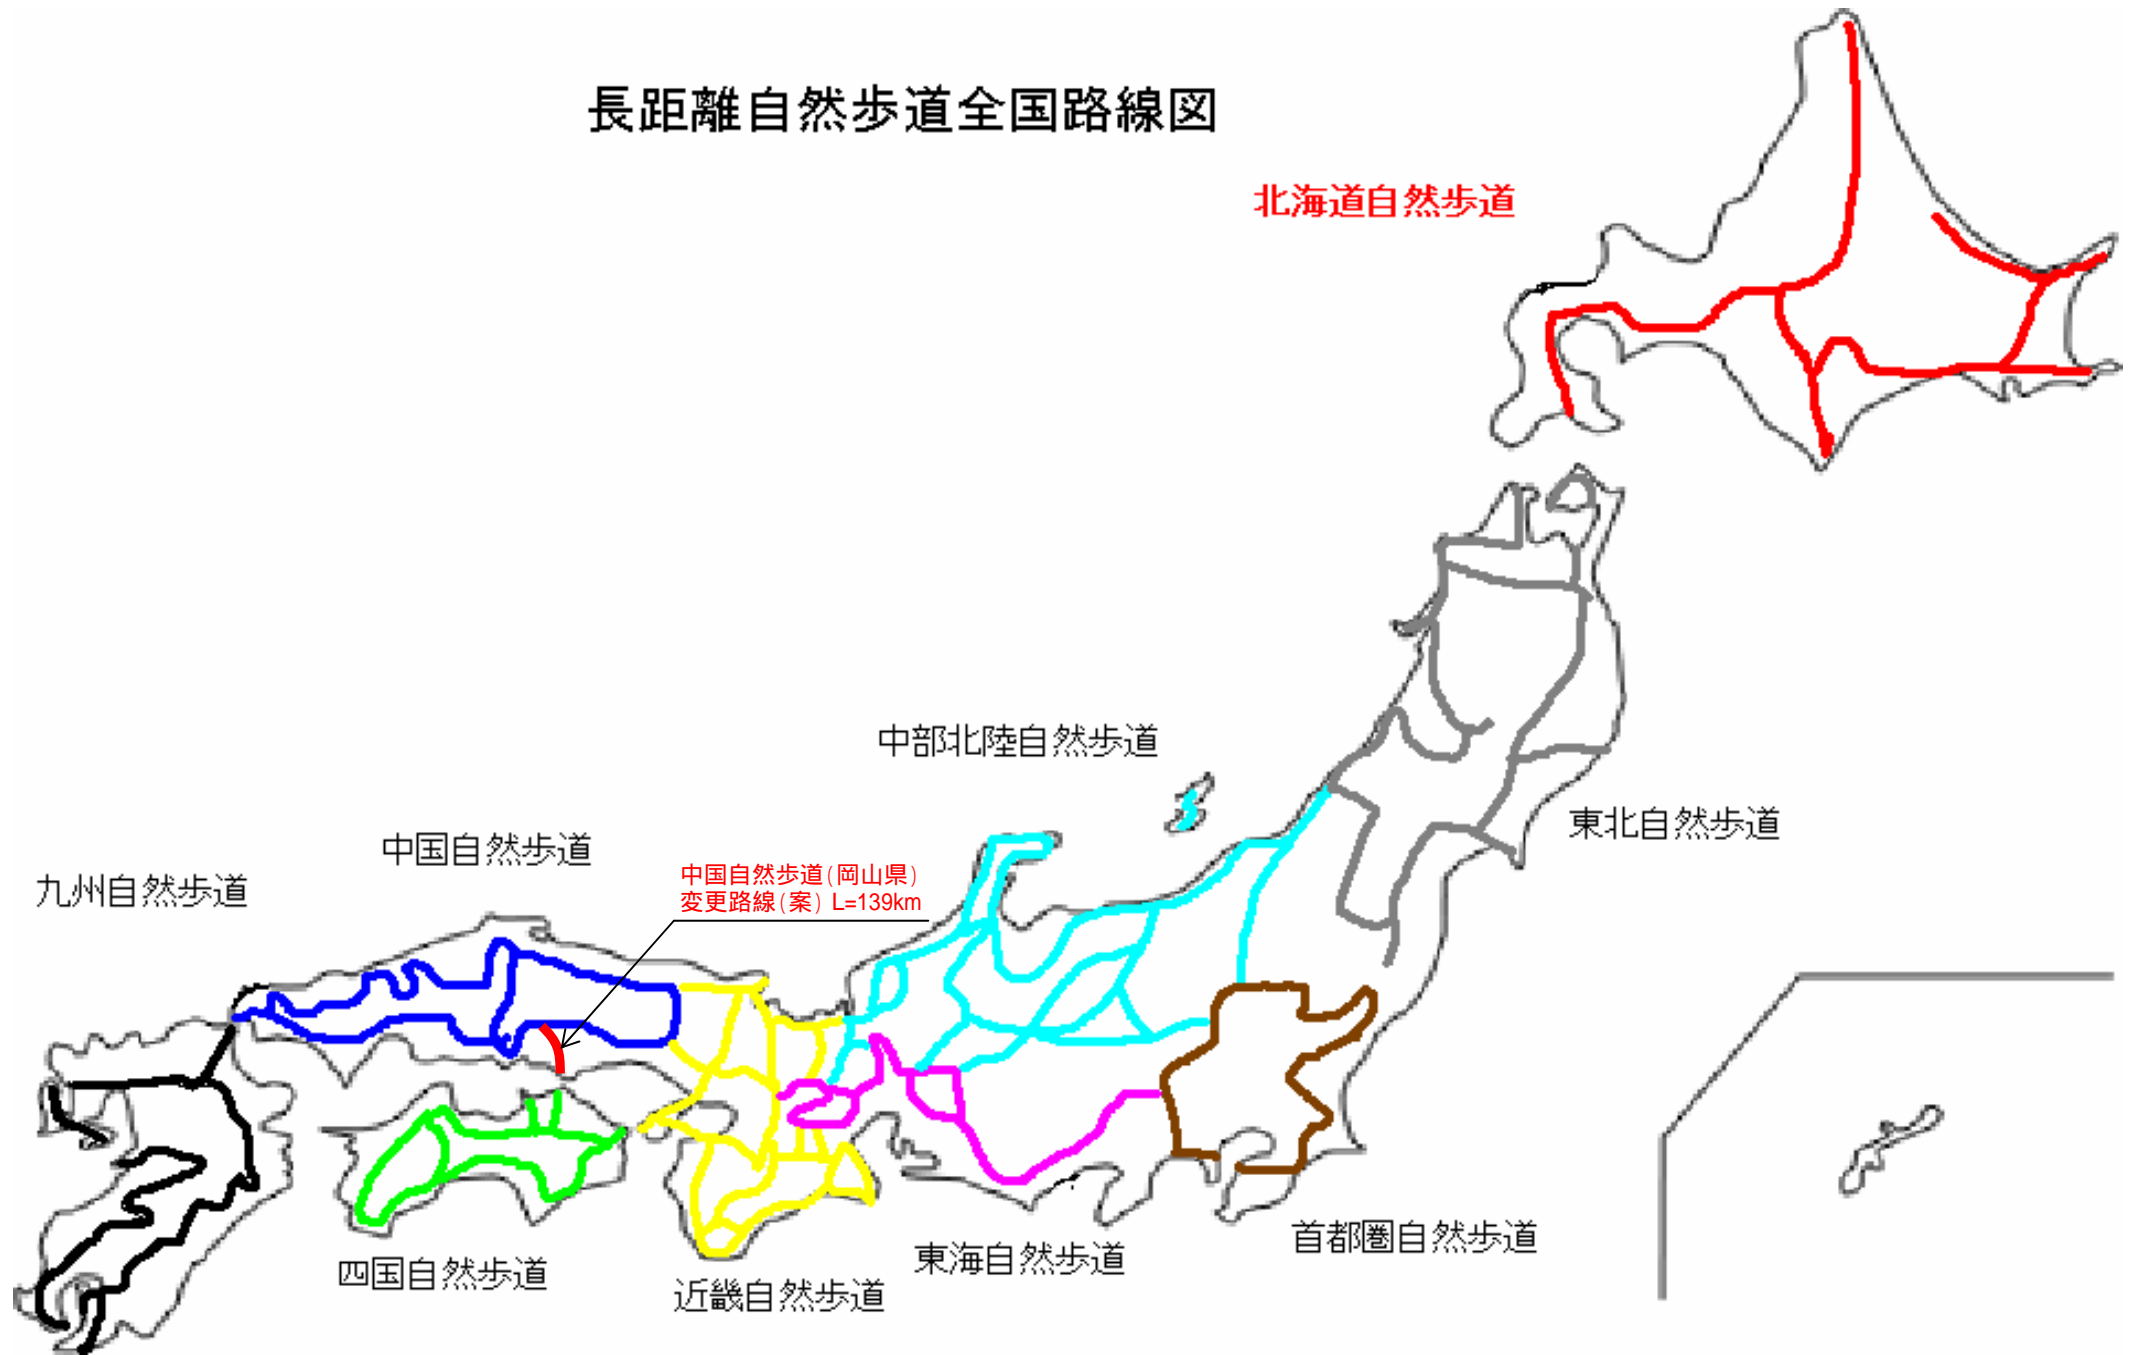 長距離自然歩道全国路線図
北海道自然歩道
中部北陸自然歩道
東北自然歩道
中国自然歩道
中国自然歩道(岡山県)
変更路線(案) L=139km
九州自然歩道
首都圏自然歩道
東海自然歩道
四国自然歩道
近畿自然歩道